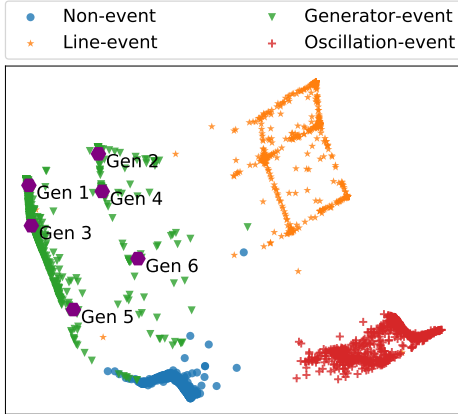 Non-event Generator-event
Line-event Oscillation-event
Gen 2
Gen 1 Gen 4
Gen 3
Gen 6
Gen 5